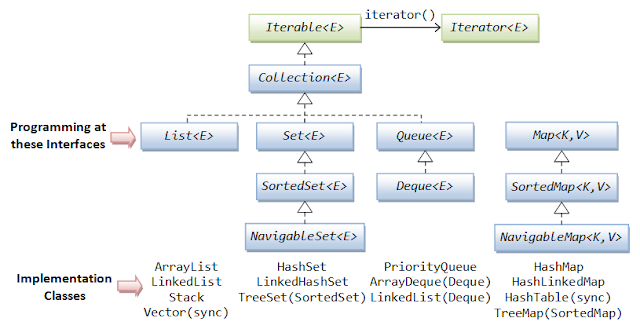 iterator()
Iterable<E>
Iterator<E>
Collection<E>
Programming at
these Interfaces
List<E>
Set<E>
Queue<E>
Map<K,V>
SortedSet<E>
Deque<E>
SortedMap<K,V>
NavigableSet<E>
NavigableMap<K,V>
Implementation
Classes
ArrayList
LinkedList
Stack
Vector(sync)
HashSet
LinkedHashSet
TreeSet(SortedSet)
PriorityQueue
ArrayDeque(Deque)
LinkedList(Deque)
HashMap
HashLinkedMap
HashTable(sync)
TreeMap(SortedMap)